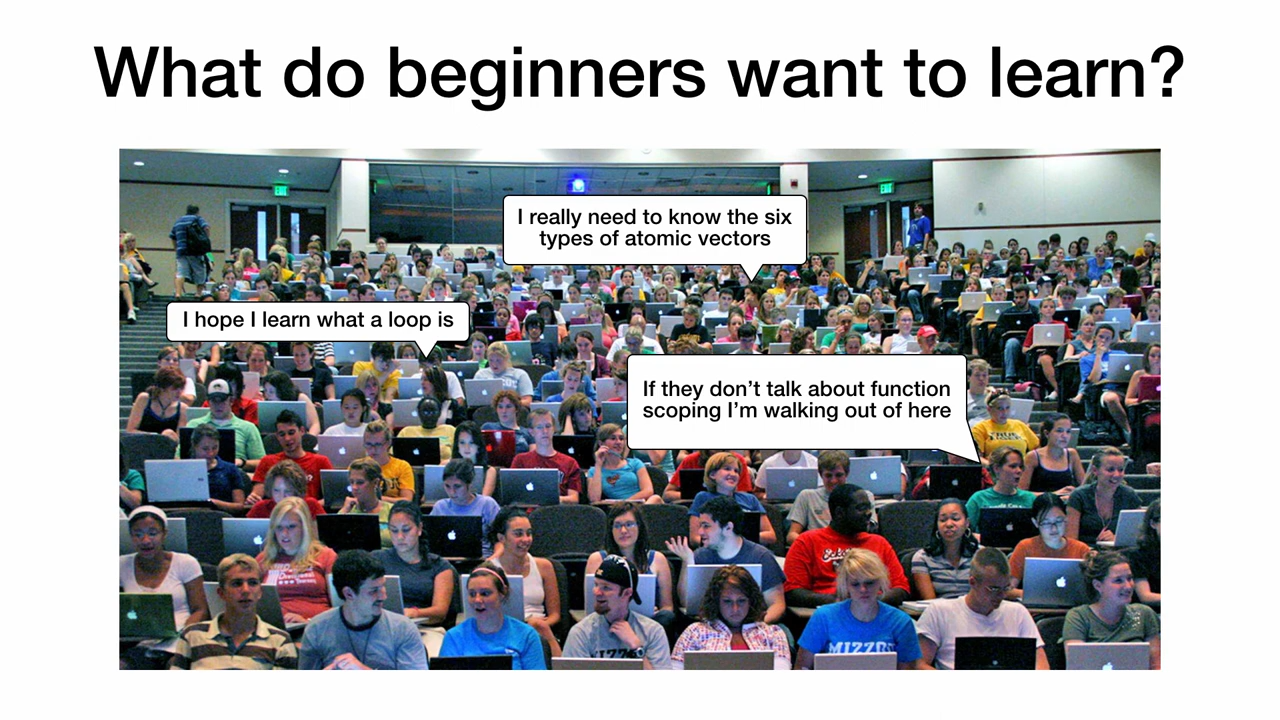 What do beginners want to learn?
I really need to know the six
types of atomic vectors
I hope I learn what a loop is
If they don’t talk about function
scoping I’m walking out of here
MIZZOU